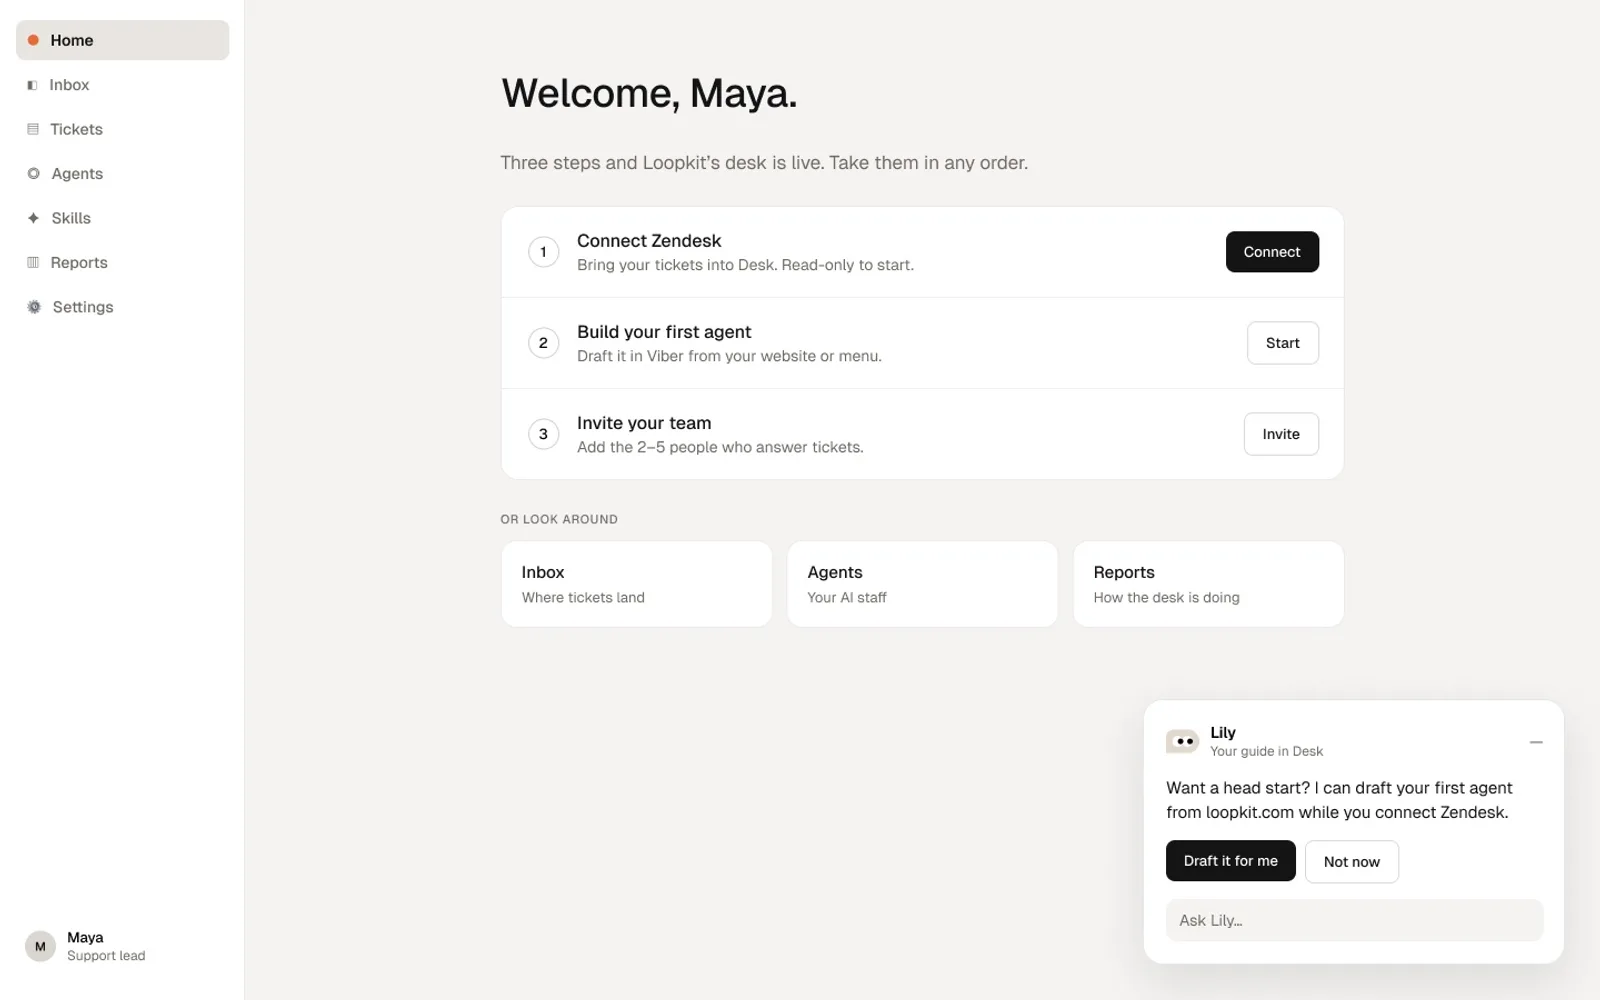 Home
Inbox
Tickets
Agents
Skills
Reports
Settings
M
Maya
Support lead
Welcome, Maya.
Three steps and Loopkit’s desk is live. Take them in any order.
1
Connect Zendesk
Bring your tickets into Desk. Read-only to start.
Connect
2
Build your first agent
Draft it in Viber from your website or menu.
Start
3
Invite your team
Add the 2–5 people who answer tickets.
Invite
OR LOOK AROUND
Inbox
Where tickets land
Agents
Your AI staff
Reports
How the desk is doing
Lily
Your guide in Desk
Want a head start? I can draft your first agent
from loopkit.com while you connect Zendesk.
Draft it for me
Not now
Ask Lily…